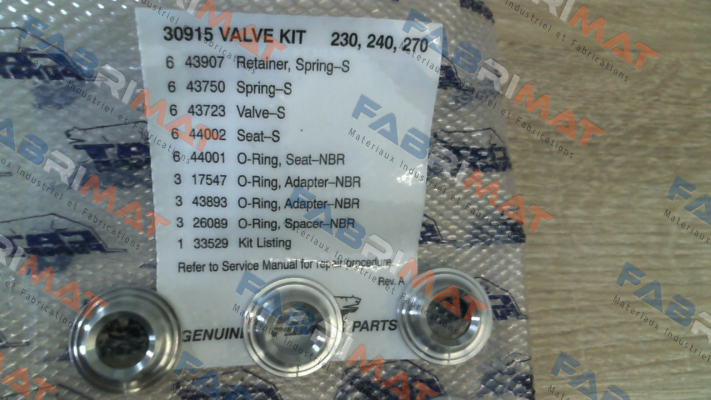 30915 VALVE KIT 230, 240, 270
6 43907 Retainer, Spring–S
6 43750 Spring–S
6 43723 Valve–S
6 44002 Seat–S
6 44001 O-Ring, Seat–NBR
3 17547 O-Ring, Adapter–NBR
3 43893 O-Ring, Adapter–NBR
3 26089 O-Ring, Spacer–NBR
1 33529 Kit Listing
Refer to Service Manual for repair procedure.
Rev. A
GENUINE PARTS
FABRIMAT
Matériaux Industriel et Fabrications